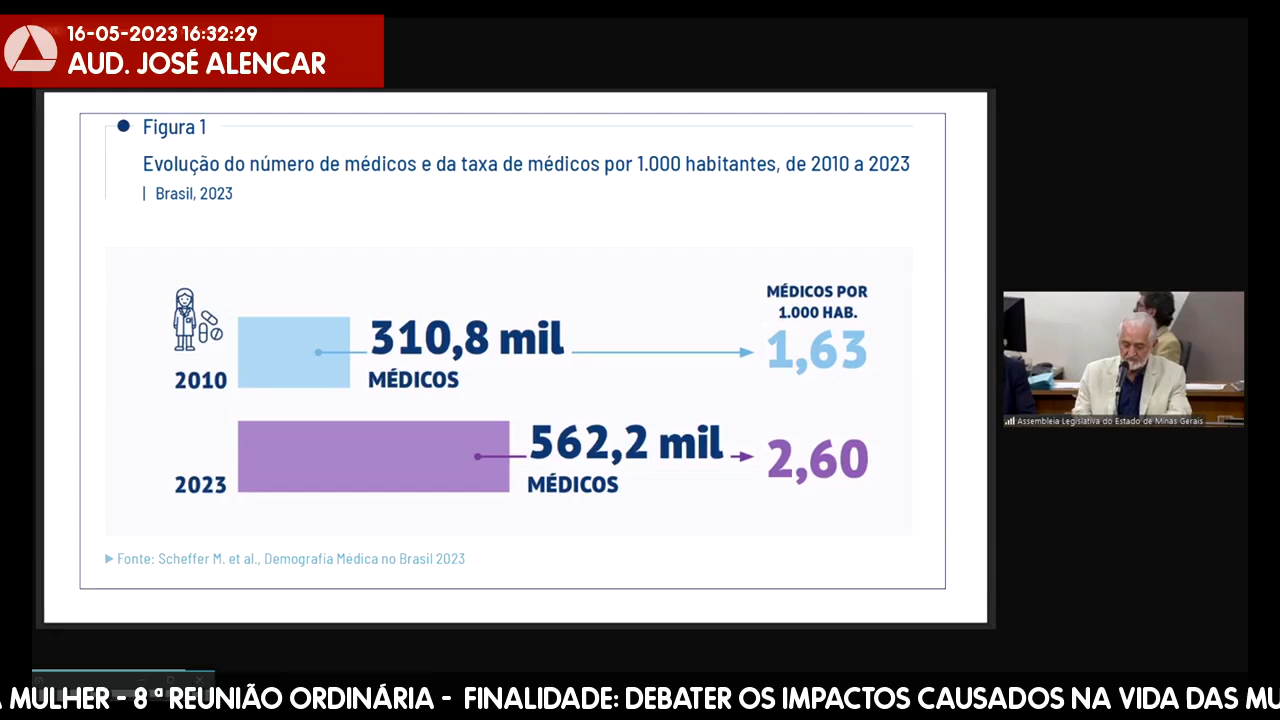 16-05-2023 16:32:29
AUD. JOSÉ ALENCAR
Figura 1
Evolução do número de médicos e da taxa de médicos por 1.000 habitantes, de 2010 a 2023
| Brasil, 2023
MÉDICOS POR
1.000 HAB.
310,8 mil
1,63
2010
MÉDICOS
562,2 mil
2,60
2023
MÉDICOS
Fonte: Scheffer M. et al., Demografia Médica no Brasil 2023
Assembleia Legislativa do Estado de Minas Gerais
A MULHER - 8 ª REUNIÃO ORDINÁRIA - FINALIDADE: DEBATER OS IMPACTOS CAUSADOS NA VIDA DAS MU